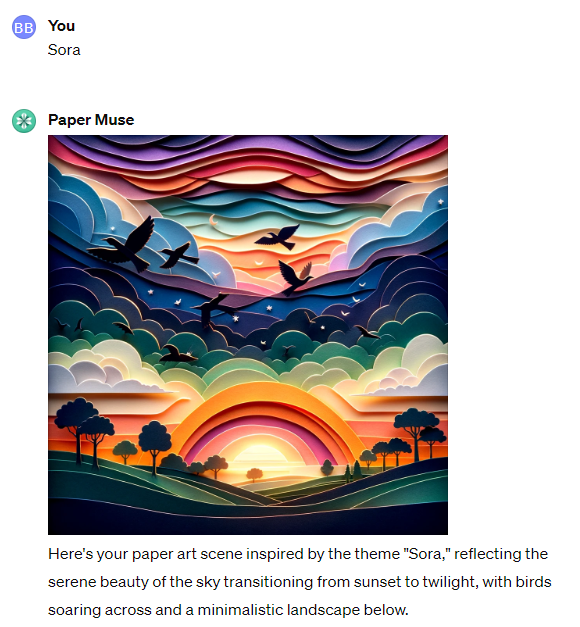 BB You
Sora
Paper Muse
Here's your paper art scene inspired by the theme "Sora," reflecting the
serene beauty of the sky transitioning from sunset to twilight, with birds
soaring across and a minimalistic landscape below.